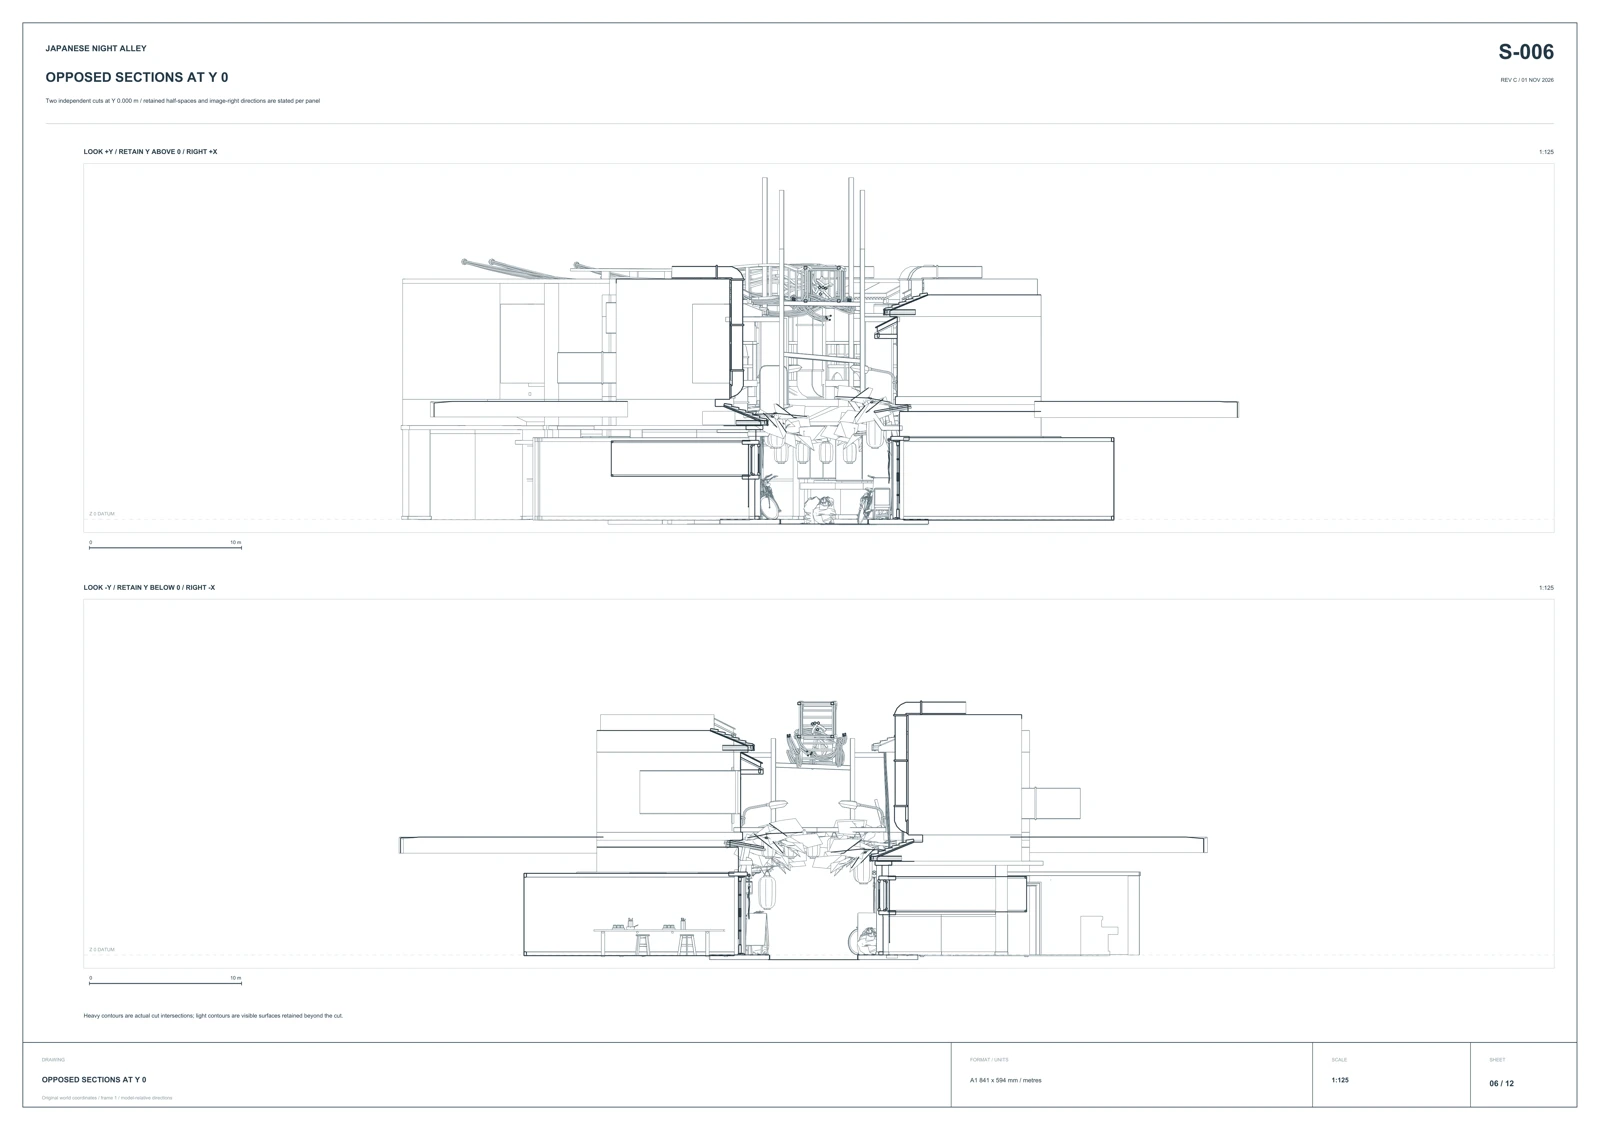 JAPANESE NIGHT ALLEY
S-006
OPPOSED SECTIONS AT Y 0
REV C / 01 NOV 2026
Two independent cuts at Y 0.000 m / retained half-spaces and image-right directions are stated per panel
LOOK +Y / RETAIN Y ABOVE 0 / RIGHT +X
1:125
Z 0 DATUM
0
10 m
LOOK -Y / RETAIN Y BELOW 0 / RIGHT -X
1:125
Z 0 DATUM
0
10 m
Heavy contours are actual cut intersections; light contours are visible surfaces retained beyond the cut.
DRAWING
OPPOSED SECTIONS AT Y 0
Original world coordinates / frame 1 / model-relative directions
FORMAT / UNITS
A1 841 x 594 mm / metres
SCALE
1:125
SHEET
06 / 12